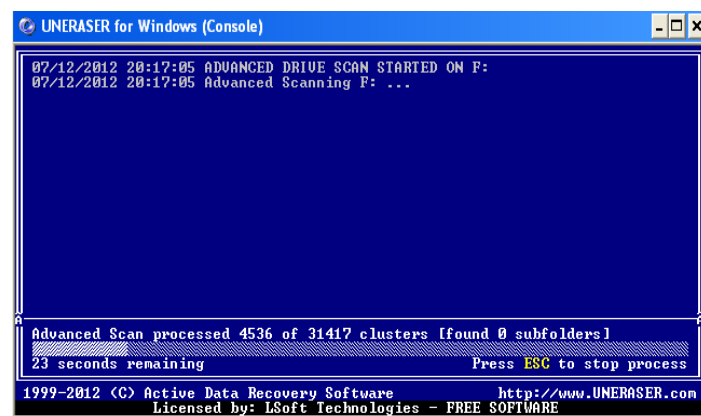 UNERASER for Windows (Console)
07/12/2012 20:17:05 ADVANCED DRIVE SCAN STARTED ON F:
07/12/2012 20:17:05 Advanced Scanning F: ...
Advanced Scan processed 4536 of 31417 clusters [found 0 subfolders]
23 seconds remaining Press ESC to stop process
1999-2012 (C) Active Data Recovery Software http://www.UNERASER.com
Licensed by: LSoft Technologies - FREE SOFTWARE